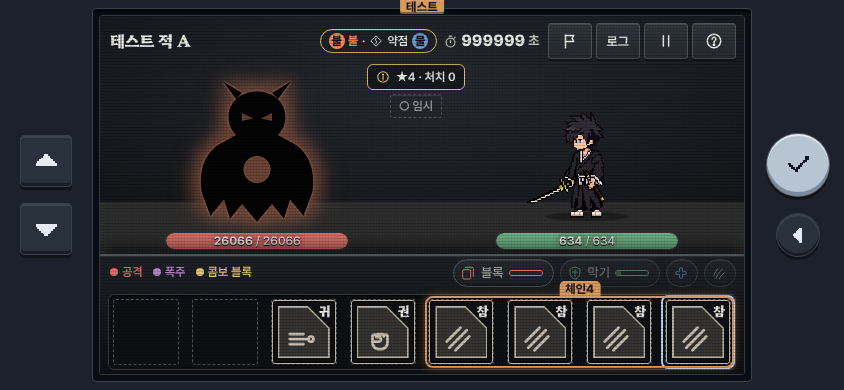 테스트
테스트 적 A
불 불 · 약점 물
999999 초
로그
★4 · 처치 0
임시
26066 / 26066
634 / 634
공격 폭주 콤보 블록
블록 막기
체인4
귀 권 참 참 참 참